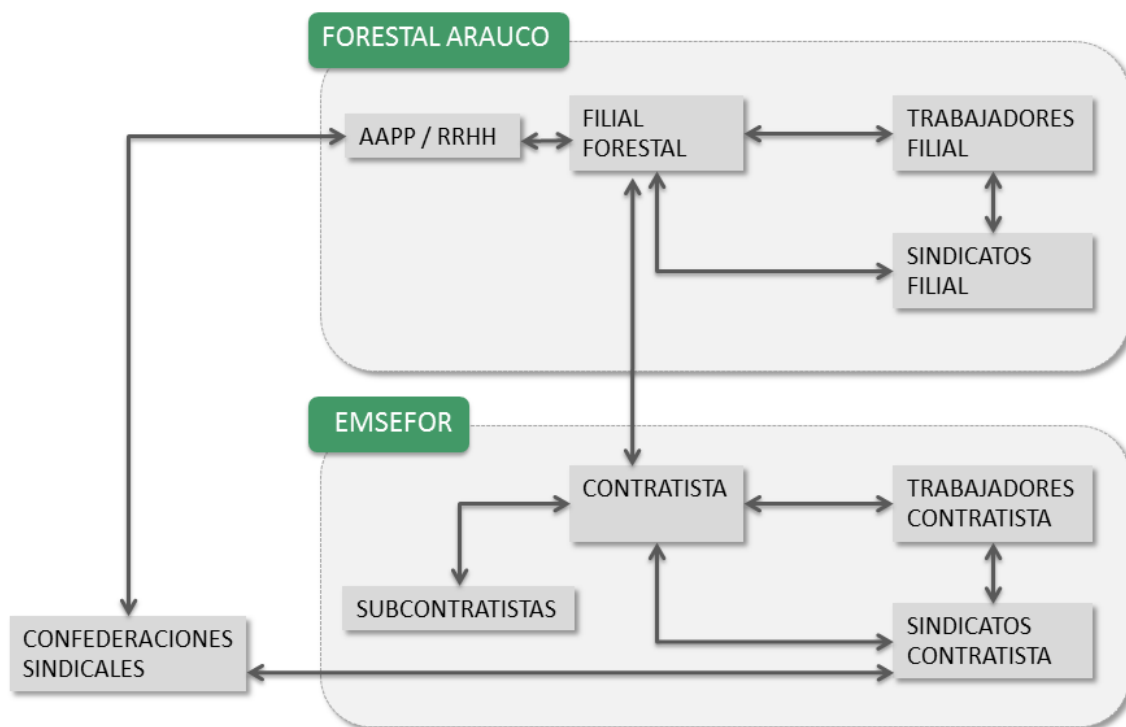 FORESTAL ARAUCO
AAPP / RRHH
FILIAL
FORESTAL
TRABAJADORES
FILIAL
SINDICATOS
FILIAL
EMSEFOR
CONTRATISTA
TRABAJADORES
CONTRATISTA
SUBCONTRATISTAS
SINDICATOS
CONTRATISTA
CONFEDERACIONES
SINDICALES